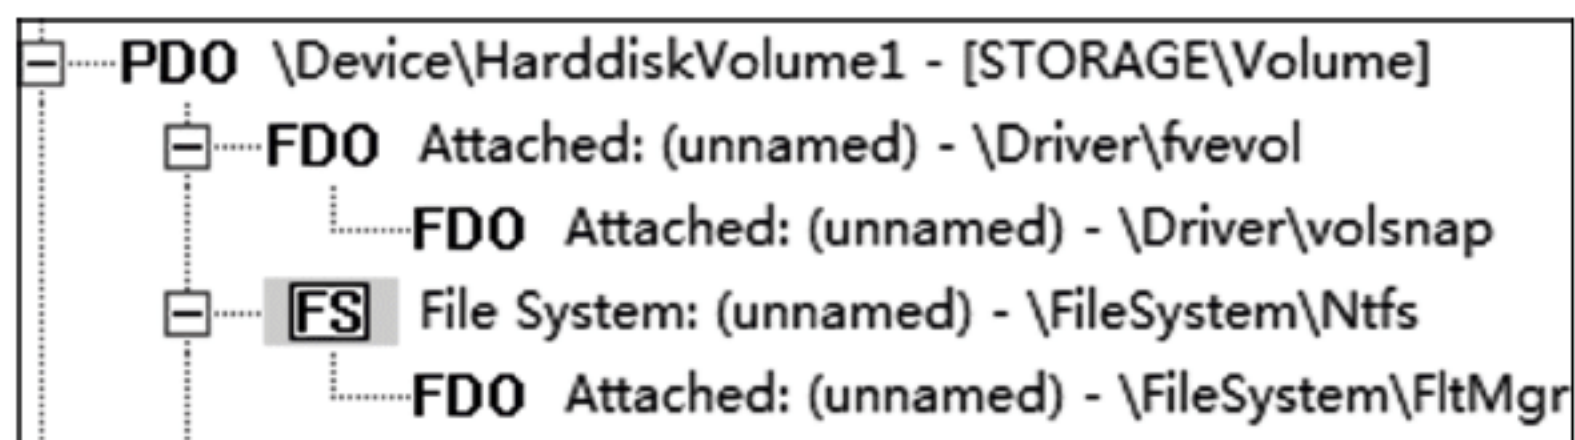 PDO \Device\HarddiskVolume1 - [STORAGE\Volume]
FDO Attached: (unnamed) - \Driver\fvevol
FDO Attached: (unnamed) - \Driver\volsnap
FS File System: (unnamed) - \FileSystem\Ntfs
FDO Attached: (unnamed) - \FileSystem\FltMgr